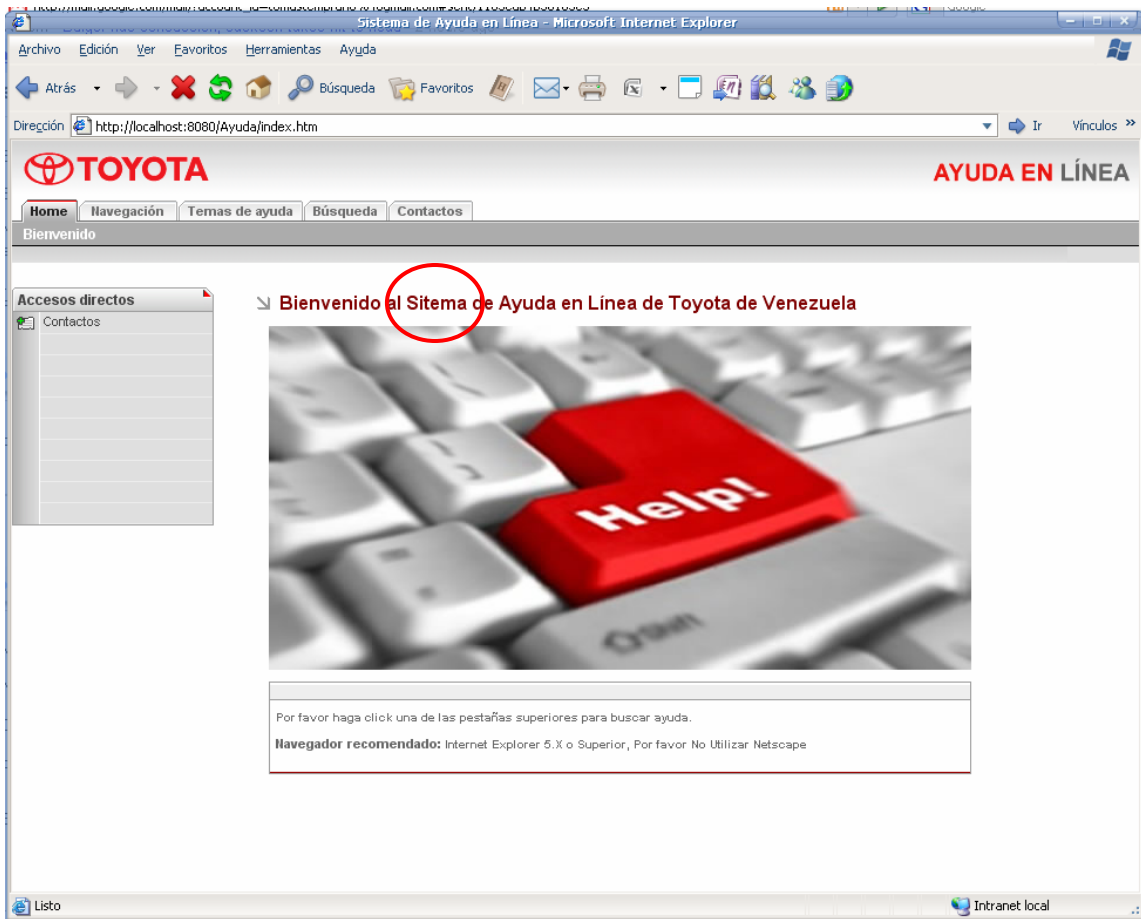 Sistema de Ayuda en Línea - Microsoft Internet Explorer
Archivo Edición Ver Favoritos Herramientas Ayuda
Atrás Búsqueda Favoritos
Dirección http://localhost:8080/Ayuda/index.htm Ir Vínculos »
TOYOTA
AYUDA EN LÍNEA
Home Navegación Temas de ayuda Búsqueda Contactos
Bienvenido
Accesos directos
Contactos
Bienvenido al Sitema de Ayuda en Línea de Toyota de Venezuela
Help!
Shift
Por favor haga click una de las pestañas superiores para buscar ayuda.
Navegador recomendado: Internet Explorer 5.X o Superior, Por favor No Utilizar Netscape
Listo Intranet local